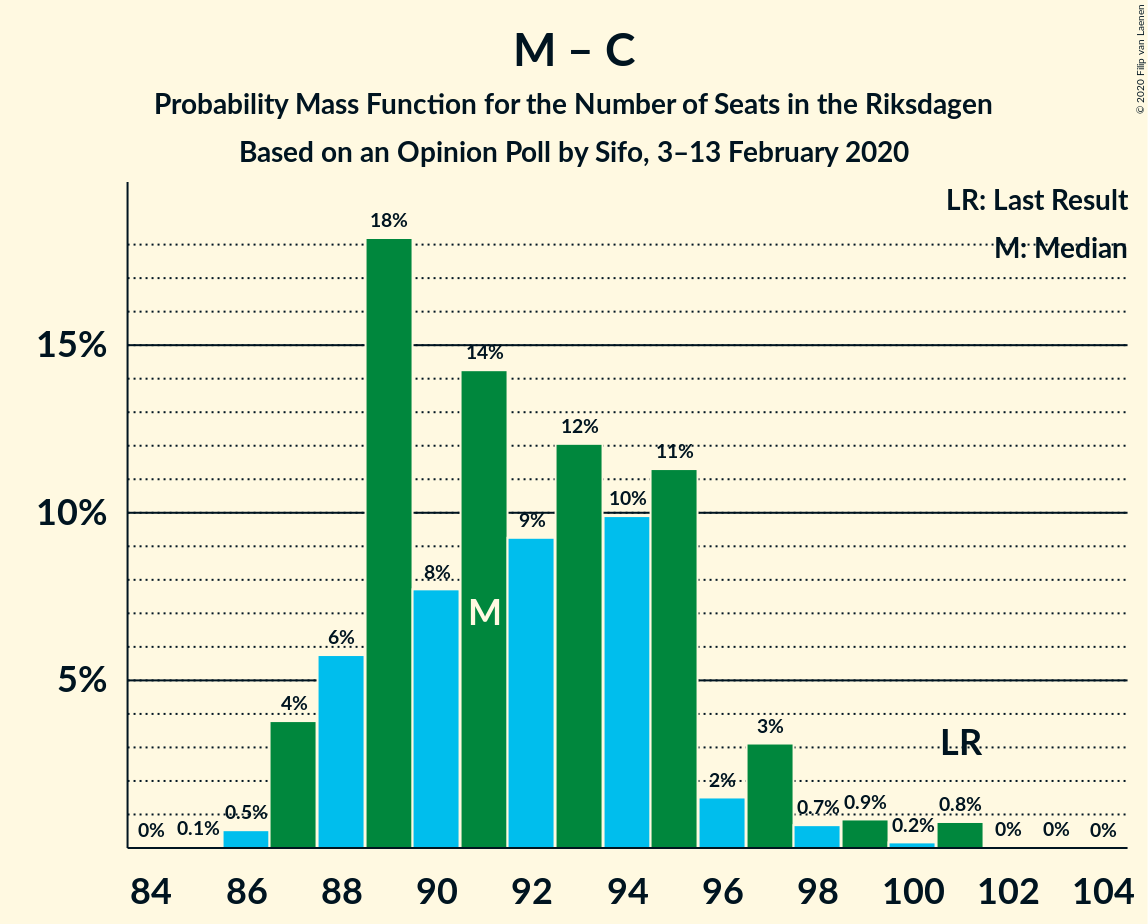 M – C
Probability Mass Function for the Number of Seats in the Riksdagen
Based on an Opinion Poll by Sifo, 3–13 February 2020
© 2020 Filip van Laenen
LR: Last Result
M: Median
15%
10%
5%
0%
0.1%
0.5%
4%
6%
18%
8%
14%
9%
12%
10%
11%
2%
3%
0.7%
0.9%
0.2%
0.8%
0%
0%
0%
M
LR
84 86 88 90 92 94 96 98 100 102 104